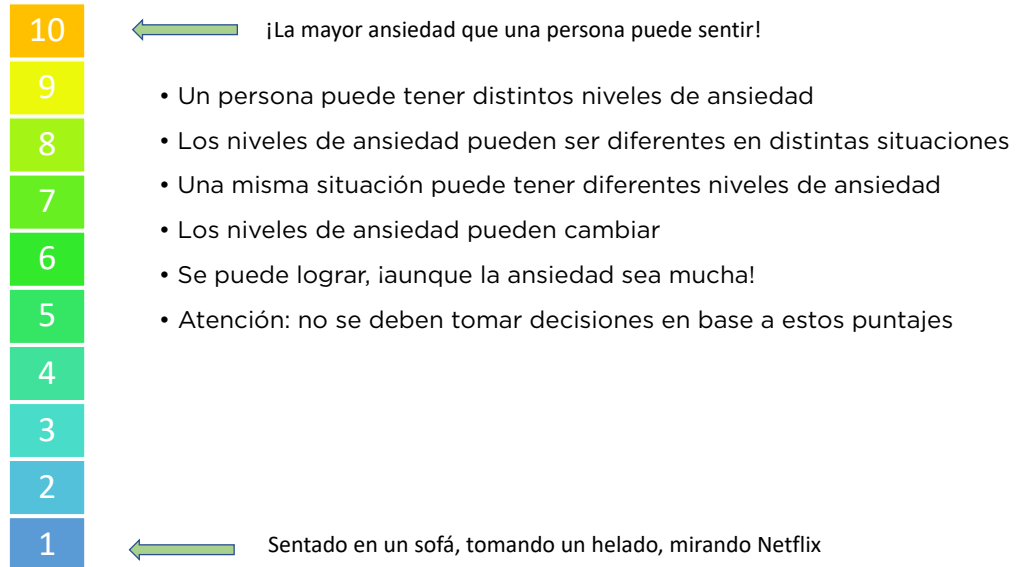 10
¡La mayor ansiedad que una persona puede sentir!
9
• Un persona puede tener distintos niveles de ansiedad
8
• Los niveles de ansiedad pueden ser diferentes en distintas situaciones
7
• Una misma situación puede tener diferentes niveles de ansiedad
• Los niveles de ansiedad pueden cambiar
6
• Se puede lograr, ¡aunque la ansiedad sea mucha!
5
• Atención: no se deben tomar decisiones en base a estos puntajes
4
3
2
1
Sentado en un sofá, tomando un helado, mirando Netflix